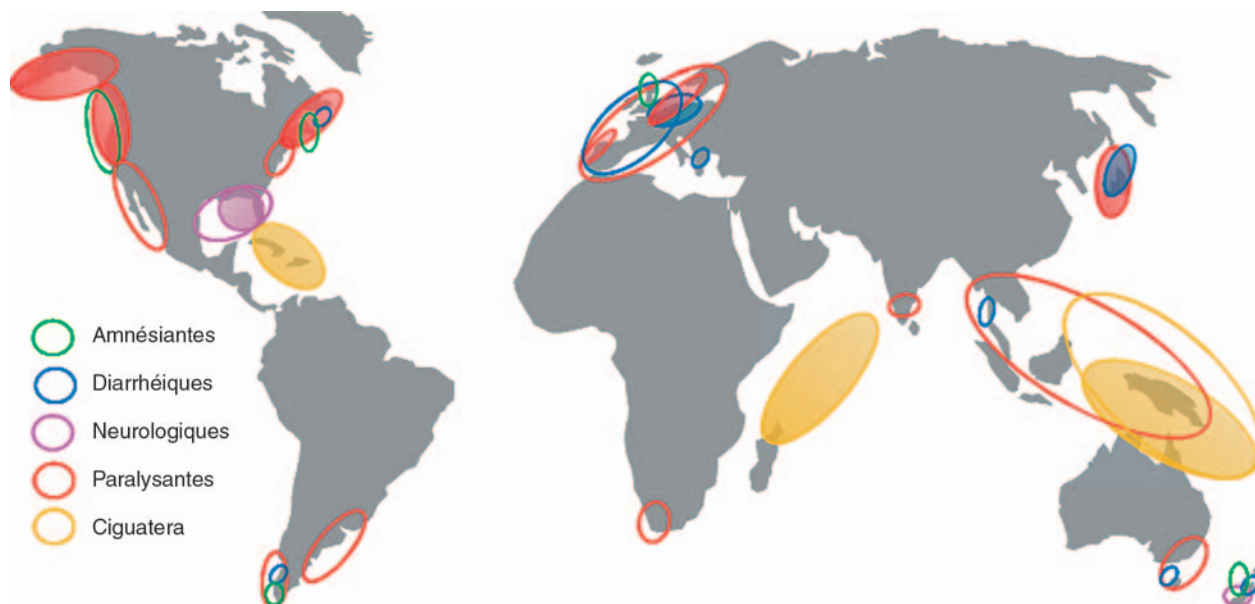 Amnésiantes
Diarrhéiques
Neurologiques
Paralysantes
Ciguatera